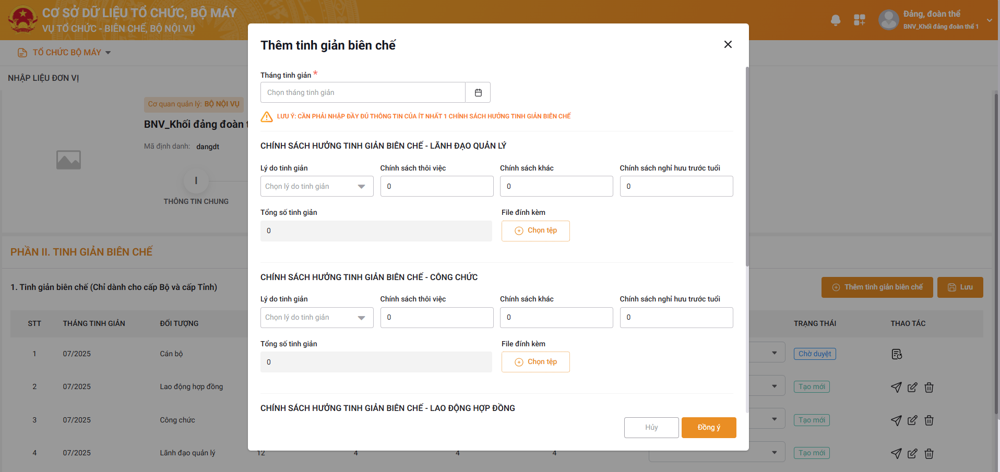 CƠ SỞ DỮ LIỆU TỔ CHỨC, BỘ MÁY
VỤ TỔ CHỨC - BIÊN CHẾ, BỘ NỘI VỤ
Đảng, đoàn thể
BNV_Khối đảng đoàn thể 1
TỔ CHỨC BỘ MÁY
NHẬP LIỆU ĐƠN VỊ
Cơ quan quản lý: BỘ NỘI VỤ
BNV_Khối đảng đoàn t
Mã định danh: dangdt
I
THÔNG TIN CHUNG
PHẦN II. TINH GIẢN BIÊN CHẾ
1. Tinh giản biên chế (Chỉ dành cho cấp Bộ và cấp Tỉnh)
Thêm tinh giản biên chế
Lưu
STT THÁNG TINH GIẢN ĐỐI TƯỢNG TRẠNG THÁI THAO TÁC
1 07/2025 Cán bộ Chờ duyệt
2 07/2025 Lao động hợp đồng Tạo mới
3 07/2025 Công chức Tạo mới
4 07/2025 Lãnh đạo quản lý 12 4 4 4 Tạo mới
Thêm tinh giản biên chế
Tháng tinh giản *
Chọn tháng tinh giản
LƯU Ý: CẦN PHẢI NHẬP ĐẦY ĐỦ THÔNG TIN CỦA ÍT NHẤT 1 CHÍNH SÁCH HƯỞNG TINH GIẢN BIÊN CHẾ
CHÍNH SÁCH HƯỞNG TINH GIẢN BIÊN CHẾ - LÃNH ĐẠO QUẢN LÝ
Lý do tinh giản Chính sách thôi việc Chính sách khác Chính sách nghỉ hưu trước tuổi
Chọn lý do tinh giản 0 0 0
Tổng số tinh giản File đính kèm
0 Chọn tệp
CHÍNH SÁCH HƯỞNG TINH GIẢN BIÊN CHẾ - CÔNG CHỨC
Lý do tinh giản Chính sách thôi việc Chính sách khác Chính sách nghỉ hưu trước tuổi
Chọn lý do tinh giản 0 0 0
Tổng số tinh giản File đính kèm
0 Chọn tệp
CHÍNH SÁCH HƯỞNG TINH GIẢN BIÊN CHẾ - LAO ĐỘNG HỢP ĐỒNG
Hủy Đồng ý